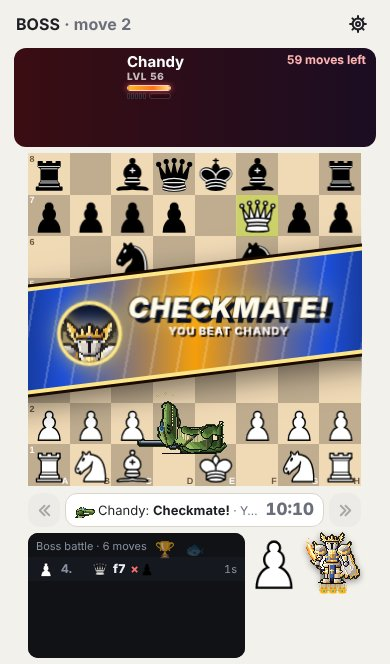 BOSS · move 2
Chandy
59 moves left
LVL 56
8
7
6
CHECKMATE!
YOU BEAT CHANDY
2
1
A
D
E
Chandy: Checkmate! · Y... 10:10
Boss battle · 6 moves
4. f7 × 1s